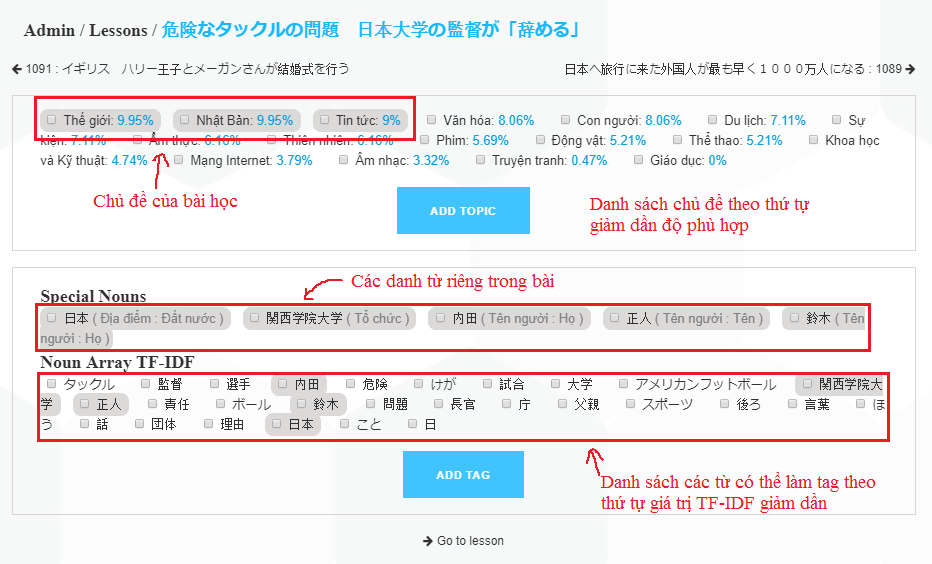 Admin / Lessons / 危険なタックルの問題　日本大学の監督が「辞める」
← 1091 : イギリス　ハリー王子とメーガンさんが結婚式を行う
日本へ旅行に来た外国人が最も早く１０００万人になる : 1089 →
Thế giới: 9.95% Nhật Bản: 9.95% Tin tức: 9% Văn hóa: 8.06% Con người: 8.06% Du lịch: 7.11% Sự
kiện: 7.11% Ẩm thực: 6.16% Thiên nhiên: 6.16% Phim: 5.69% Động vật: 5.21% Thể thao: 5.21% Khoa học
và Kỹ thuật: 4.74% Mạng Internet: 3.79% Âm nhạc: 3.32% Truyện tranh: 0.47% Giáo dục: 0%
Chủ đề của bài học
ADD TOPIC
Danh sách chủ đề theo thứ tự
giảm dần độ phù hợp
Các danh từ riêng trong bài
Special Nouns
日本 ( Địa điểm : Đất nước ) 関西学院大学 ( Tổ chức ) 内田 ( Tên người : Họ ) 正人 ( Tên người : Tên ) 鈴木 ( Tên
người : Họ )
Noun Array TF-IDF
タックル 監督 選手 内田 危険 けが 試合 大学 アメリカンフットボール 関西学院大
学 正人 責任 ボール 鈴木 問題 長官 庁 父親 スポーツ 後ろ 言葉 ほ
う 話 団体 理由 日本 こと 日
ADD TAG
Danh sách các từ có thể làm tag theo
thứ tự giá trị TF-IDF giảm dần
→ Go to lesson